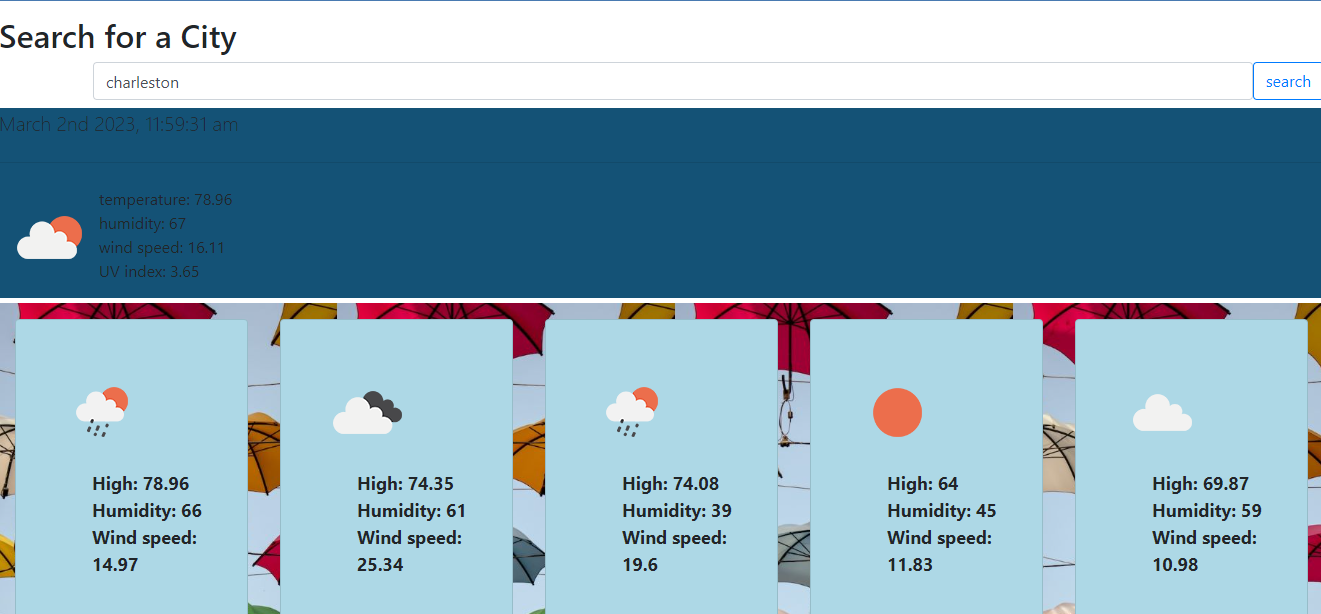 Search for a City
charleston
search
March 2nd 2023, 11:59:31 am
temperature: 78.96
humidity: 67
wind speed: 16.11
UV index: 3.65
High: 78.96
Humidity: 66
Wind speed:
14.97
High: 74.35
Humidity: 61
Wind speed:
25.34
High: 74.08
Humidity: 39
Wind speed:
19.6
High: 64
Humidity: 45
Wind speed:
11.83
High: 69.87
Humidity: 59
Wind speed:
10.98